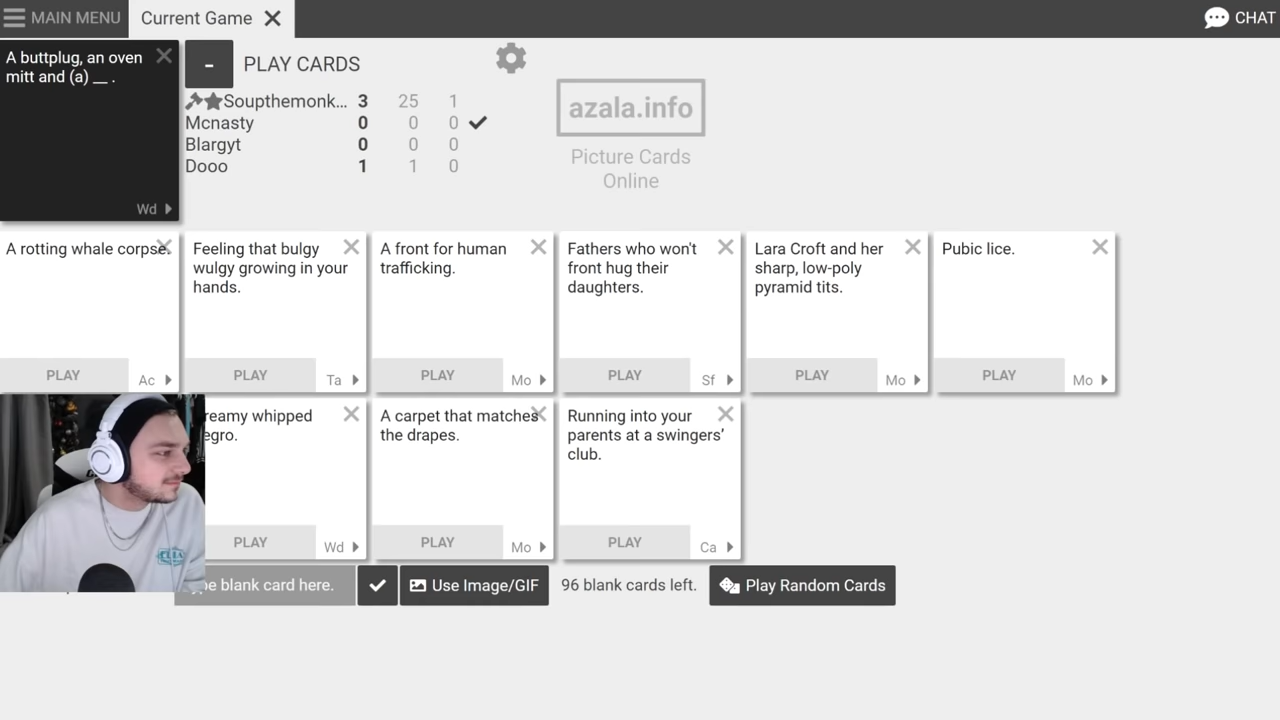 MAIN MENU
Current Game
CHAT
A buttplug, an oven
mitt and (a) __ .
Wd
-
PLAY CARDS
Soupthemonk... 3 25 1
Mcnasty 0 0 0
Blargyt 0 0 0
Dooo 1 1 0
azala.info
Picture Cards
Online
A rotting whale corpse.
PLAY
Ac
Feeling that bulgy
wulgy growing in your
hands.
PLAY
Ta
A front for human
trafficking.
PLAY
Mo
Fathers who won't
front hug their
daughters.
PLAY
Sf
Lara Croft and her
sharp, low-poly
pyramid tits.
PLAY
Mo
Pubic lice.
PLAY
Mo
reamy whipped
egro.
PLAY
Wd
A carpet that matches
the drapes.
PLAY
Mo
Running into your
parents at a swingers’
club.
PLAY
Ca
pe blank card here.
Use Image/GIF
96 blank cards left.
Play Random Cards